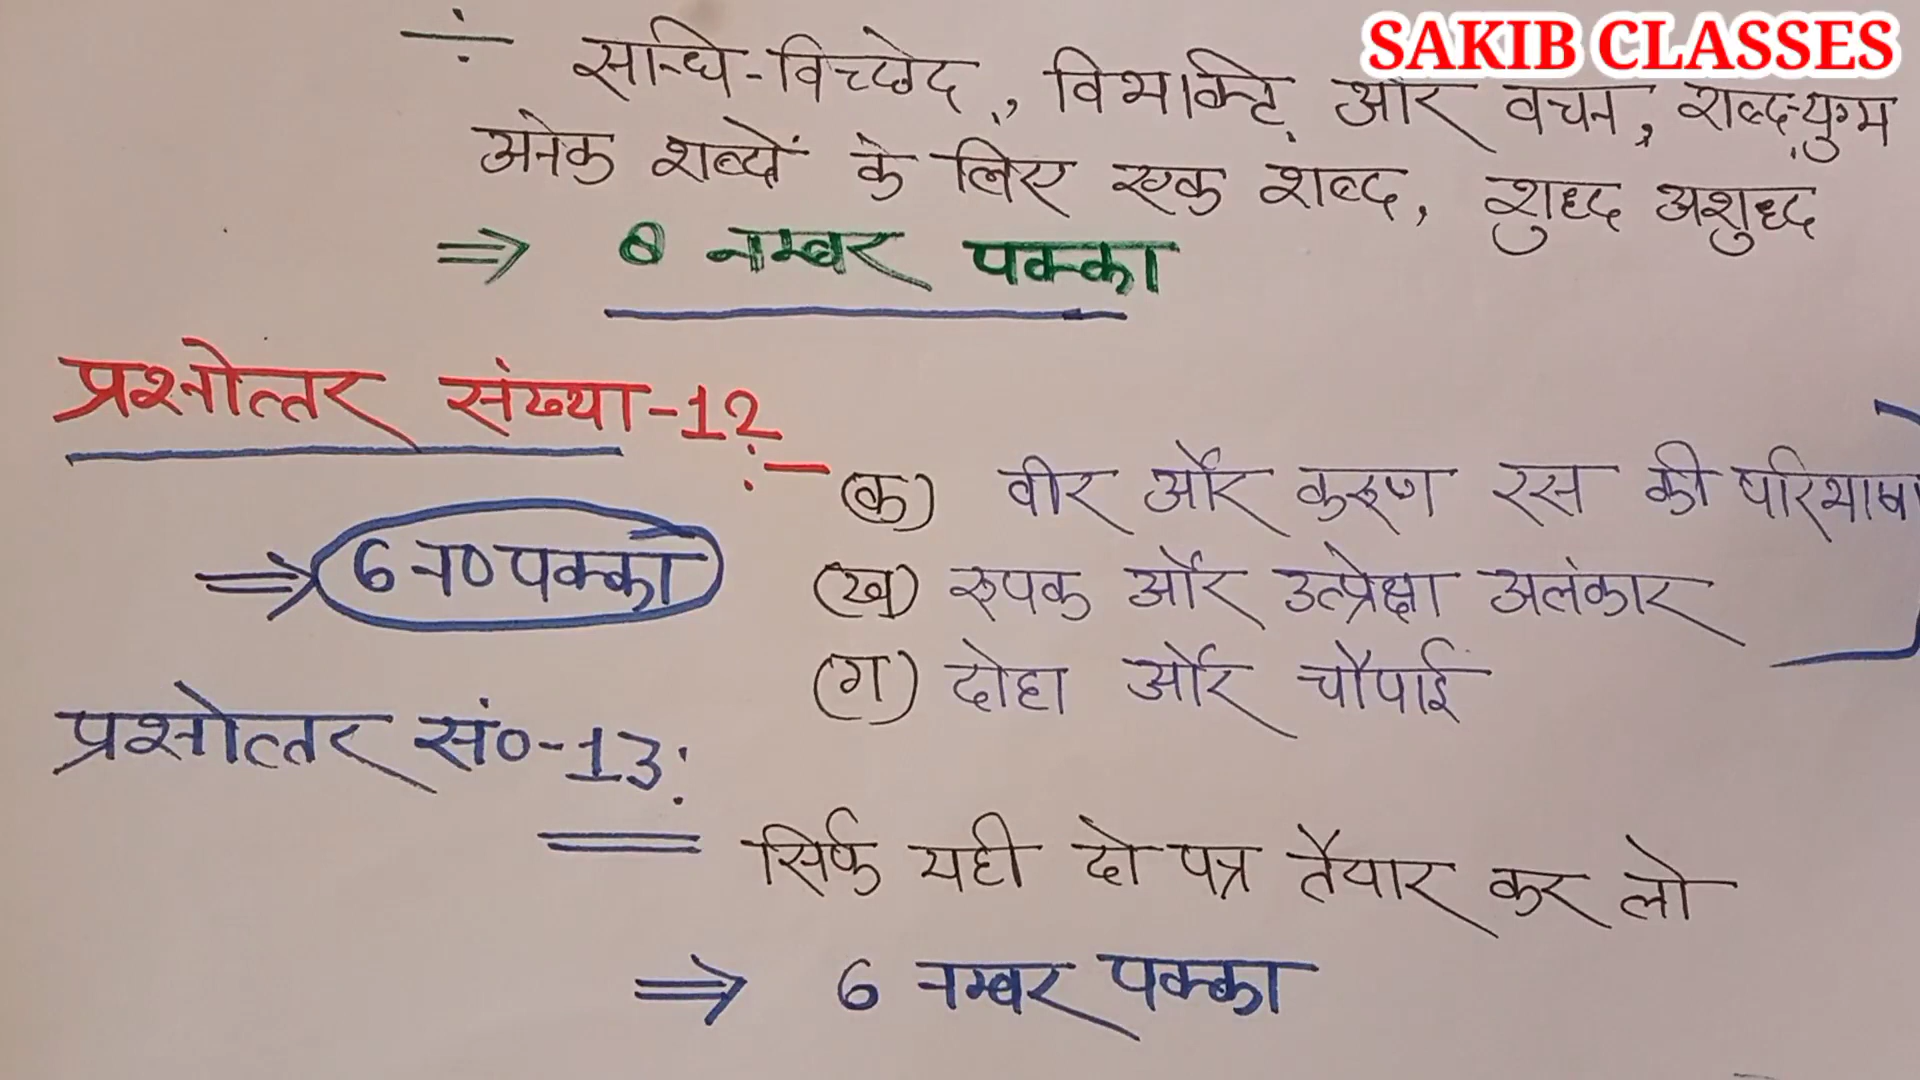 SAKIB CLASSES
÷ सन्धि-विच्छेद, विभक्ति और वचन, शब्द-युग्म
अनेक शब्दों के लिए एक शब्द, शुद्ध अशुद्ध
⇒ 8 नम्बर पक्का
प्रश्नोत्तर संख्या-12:-
(क) वीर और करूण रस की परिभाषा
⇒ 6 न० पक्का
(ख) रूपक और उत्प्रेक्षा अलंकार
(ग) दोहा और चौपाई
प्रश्नोत्तर सं०-13:
सिर्फ यही दो पत्र तैयार कर लो
⇒ 6 नम्बर पक्का